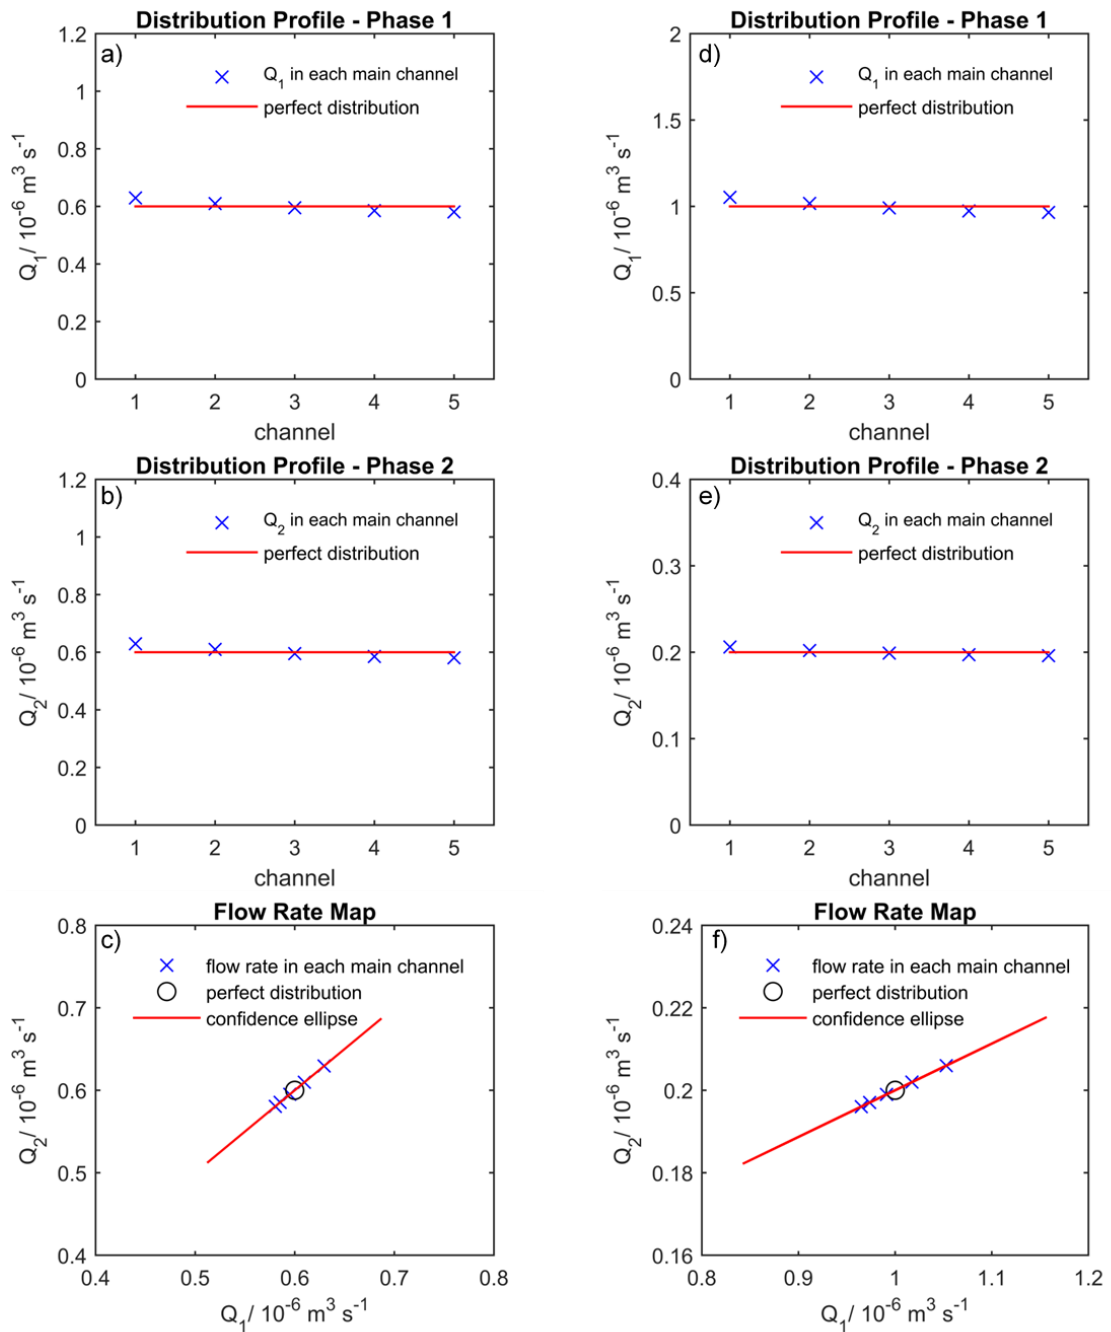 Distribution Profile - Phase 1
a)
1.2
1
0.8
0.6
0.4
0.2
0
Q1/ 10-6 m3 s-1
Q1 in each main channel
perfect distribution
1 2 3 4 5
channel
Distribution Profile - Phase 1
d)
2
1.5
1
0.5
0
Q1/ 10-6 m3 s-1
Q1 in each main channel
perfect distribution
1 2 3 4 5
channel
Distribution Profile - Phase 2
b)
1.2
1
0.8
0.6
0.4
0.2
0
Q2/ 10-6 m3 s-1
Q2 in each main channel
perfect distribution
1 2 3 4 5
channel
Distribution Profile - Phase 2
e)
0.4
0.3
0.2
0.1
0
Q2/ 10-6 m3 s-1
Q2 in each main channel
perfect distribution
1 2 3 4 5
channel
Flow Rate Map
c)
0.8
0.7
0.6
0.5
0.4
Q2/ 10-6 m3 s-1
flow rate in each main channel
perfect distribution
confidence ellipse
0.4 0.5 0.6 0.7 0.8
Q1/ 10-6 m3 s-1
Flow Rate Map
f)
0.24
0.22
0.2
0.18
0.16
Q2/ 10-6 m3 s-1
flow rate in each main channel
perfect distribution
confidence ellipse
0.8 0.9 1 1.1 1.2
Q1/ 10-6 m3 s-1